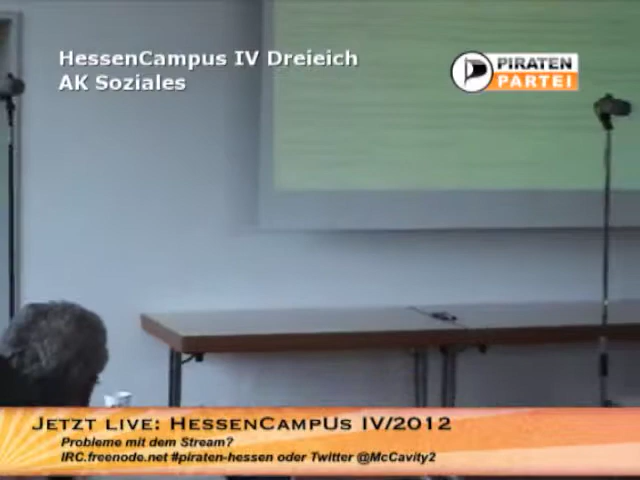 HessenCampus IV Dreieich
AK Soziales
PIRATEN
PARTEI
JETZT LIVE: HESSENCAMPUS IV/2012
Probleme mit dem Stream?
IRC.freenode.net #piraten-hessen oder Twitter @McCavity2